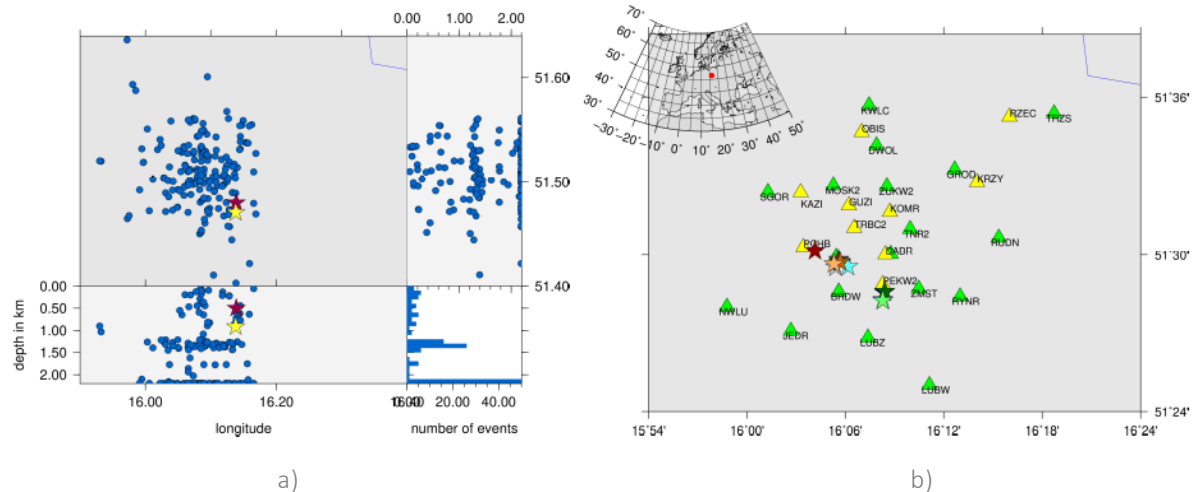 0.00 1.00 2.00
51.60
51.50
51.40
0.00
0.50
1.00
1.50
2.00
depth in km
16.00 16.20
0.00 20.00 40.00
longitude
number of events
a)
70˚
60˚
50˚
40˚
30˚
−30˚ −20˚ −10˚ 0˚ 10˚ 20˚ 30˚ 40˚ 50˚
KWLC
OBIS
DWOL
RZEC
TRZS
GROD
KRZY
SGOR
MOSK2
ZUKW2
KAZI
GUZI
KOMR
TRBC2
TNR2
RUDN
PCHB
DADR
PEKW2
BRDW
ZMST
RYNR
NWLU
JEDR
LUBZ
LUBW
51˚36'
51˚30'
51˚24'
15˚54' 16˚00' 16˚06' 16˚12' 16˚18' 16˚24'
b)